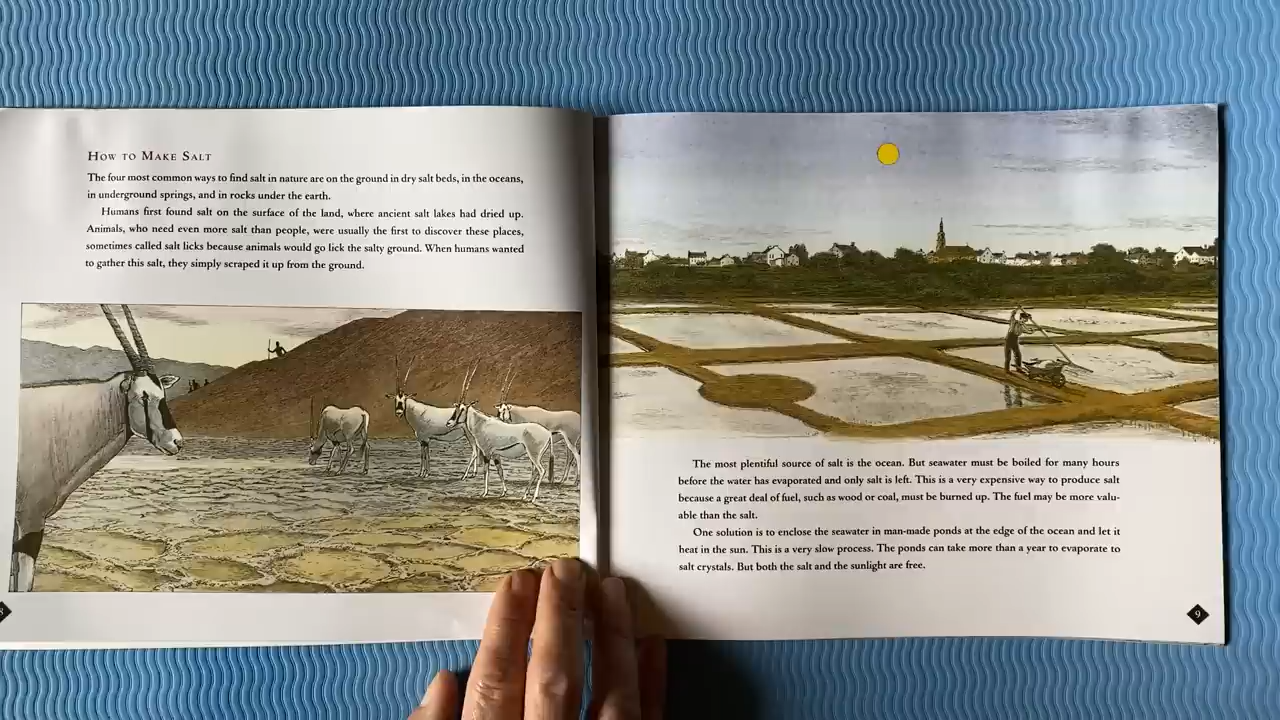 How to Make Salt
The four most common ways to find salt in nature are on the ground in dry salt beds, in the oceans,
in underground springs, and in rocks under the earth.
Humans first found salt on the surface of the land, where ancient salt lakes had dried up.
Animals, who need even more salt than people, were usually the first to discover these places,
sometimes called salt licks because animals would go lick the salty ground. When humans wanted
to gather this salt, they simply scraped it up from the ground.
8
The most plentiful source of salt is the ocean. But seawater must be boiled for many hours
before the water has evaporated and only salt is left. This is a very expensive way to produce salt
because a great deal of fuel, such as wood or coal, must be burned up. The fuel may be more valu-
able than the salt.
One solution is to enclose the seawater in man-made ponds at the edge of the ocean and let it
heat in the sun. This is a very slow process. The ponds can take more than a year to evaporate to
salt crystals. But both the salt and the sunlight are free.
9